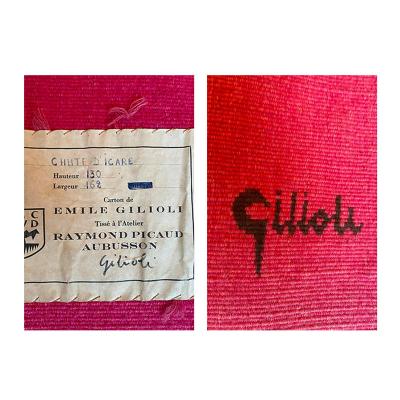 CHUTE D'ICARE
Hauteur 130
Largeur 162
Carton de
EMILE GILIOLI
Tissé à l'Atelier
RAYMOND PICAUD
AUBUSSON
Gilioli
C
V D
Gilioli